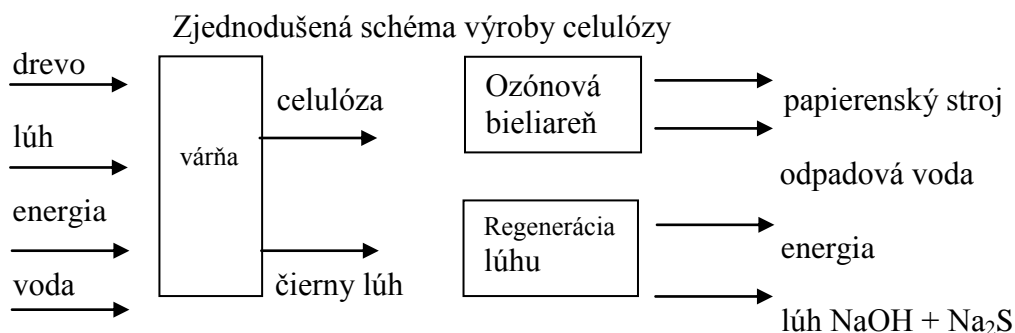 Zjednodušená schéma výroby celulózy
drevo
lúh
energia
voda
várňa
celulóza
čierny lúh
Ozónová
bieliareň
Regenerácia
lúhu
papierenský stroj
odpadová voda
energia
lúh NaOH + Na₂S